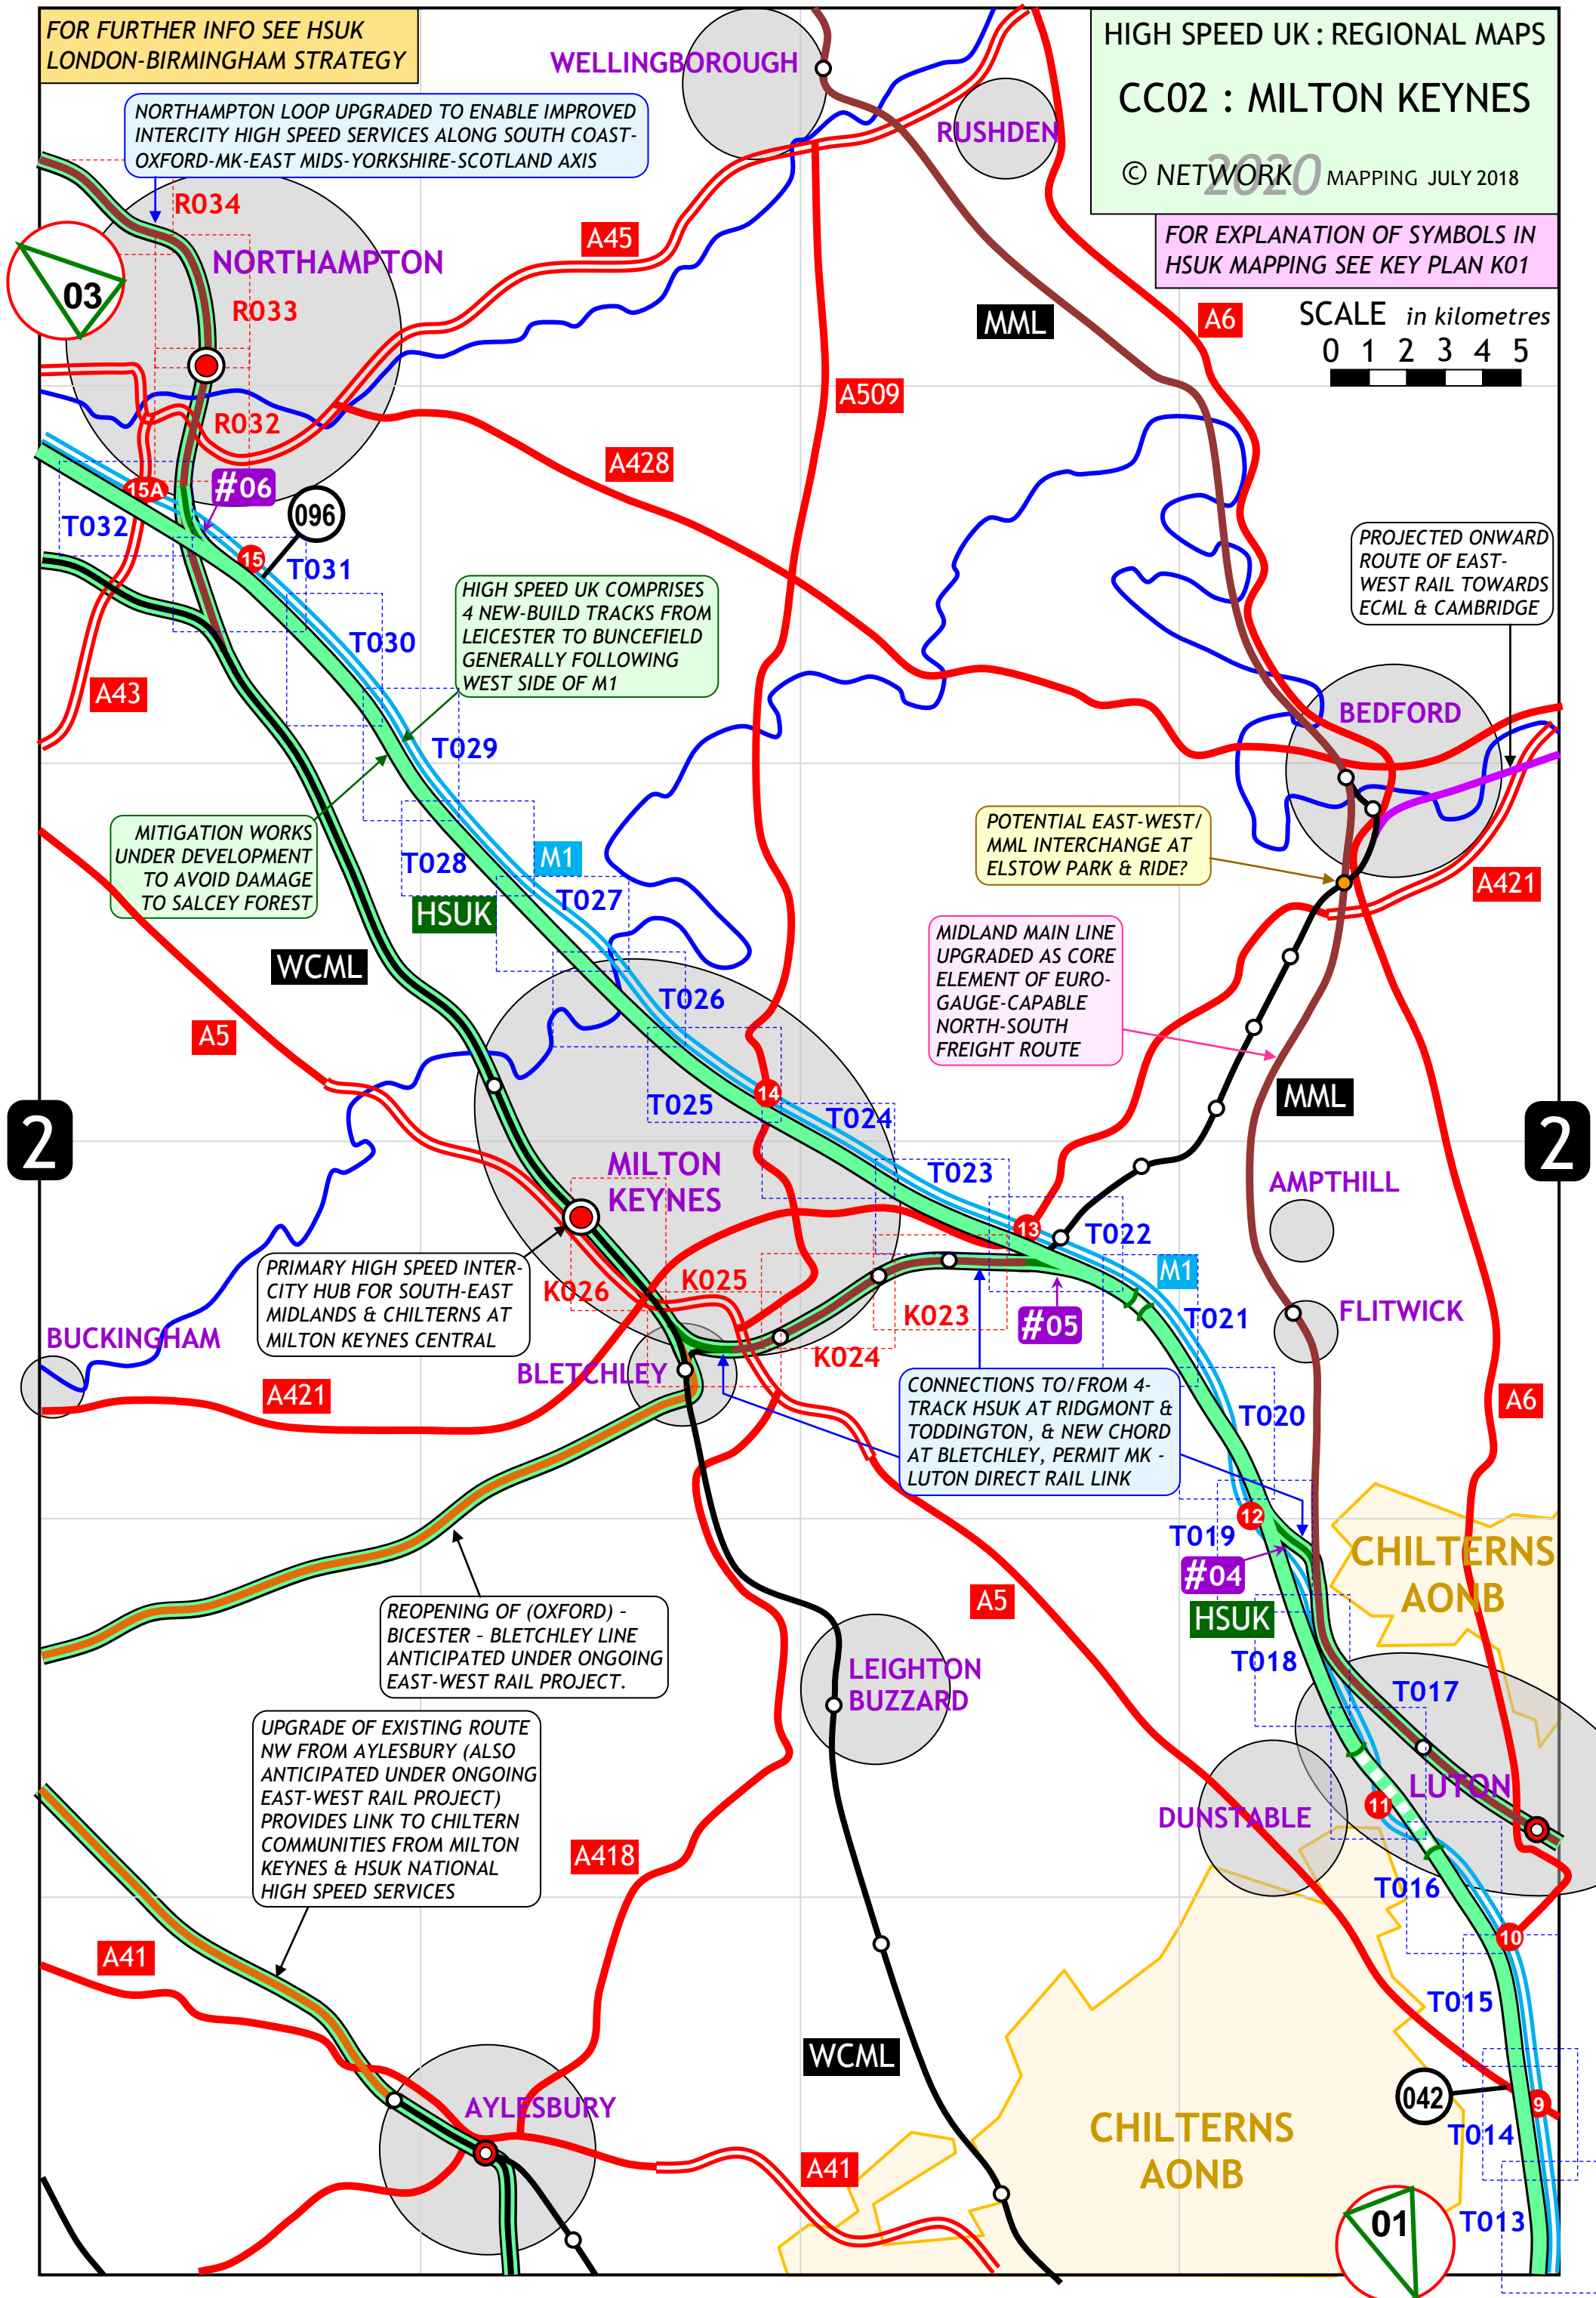 FOR FURTHER INFO SEE HSUK
LONDON-BIRMINGHAM STRATEGY
HIGH SPEED UK : REGIONAL MAPS
CC02 : MILTON KEYNES
© NETWORK 2020 MAPPING JULY 2018
FOR EXPLANATION OF SYMBOLS IN
HSUK MAPPING SEE KEY PLAN K01
SCALE in kilometres
0 1 2 3 4 5
WELLINGBOROUGH
RUSHDEN
NORTHAMPTON LOOP UPGRADED TO ENABLE IMPROVED
INTERCITY HIGH SPEED SERVICES ALONG SOUTH COAST-
OXFORD-MK-EAST MIDS-YORKSHIRE-SCOTLAND AXIS
R034
A45
NORTHAMPTON
03
R033
MML
A6
A509
R032
A428
15A
#06
096
T032
15
T031
PROJECTED ONWARD
ROUTE OF EAST-
WEST RAIL TOWARDS
ECML & CAMBRIDGE
HIGH SPEED UK COMPRISES
4 NEW-BUILD TRACKS FROM
LEICESTER TO BUNCEFIELD
GENERALLY FOLLOWING
WEST SIDE OF M1
T030
A43
BEDFORD
T029
MITIGATION WORKS
UNDER DEVELOPMENT
TO AVOID DAMAGE
TO SALCEY FOREST
POTENTIAL EAST-WEST/
MML INTERCHANGE AT
ELSTOW PARK & RIDE?
T028
M1
A421
T027
HSUK
WCML
MIDLAND MAIN LINE
UPGRADED AS CORE
ELEMENT OF EURO-
GAUGE-CAPABLE
NORTH-SOUTH
FREIGHT ROUTE
T026
A5
14
MML
T025
T024
2
2
MILTON
KEYNES
T023
AMPTHILL
13
T022
PRIMARY HIGH SPEED INTER-
CITY HUB FOR SOUTH-EAST
MIDLANDS & CHILTERNS AT
MILTON KEYNES CENTRAL
K026
K025
M1
K023
#05
T021
FLITWICK
BUCKINGHAM
K024
BLETCHLEY
A421
CONNECTIONS TO/FROM 4-
TRACK HSUK AT RIDGMONT &
TODDINGTON, & NEW CHORD
AT BLETCHLEY, PERMIT MK -
LUTON DIRECT RAIL LINK
T020
A6
12
T019
CHILTERNS
AONB
#04
REOPENING OF (OXFORD) -
BICESTER - BLETCHLEY LINE
ANTICIPATED UNDER ONGOING
EAST-WEST RAIL PROJECT.
A5
HSUK
T018
LEIGHTON
BUZZARD
T017
UPGRADE OF EXISTING ROUTE
NW FROM AYLESBURY (ALSO
ANTICIPATED UNDER ONGOING
EAST-WEST RAIL PROJECT)
PROVIDES LINK TO CHILTERN
COMMUNITIES FROM MILTON
KEYNES & HSUK NATIONAL
HIGH SPEED SERVICES
LUTON
11
DUNSTABLE
A418
T016
10
A41
T015
WCML
042
9
AYLESBURY
T014
CHILTERNS
AONB
A41
01
T013